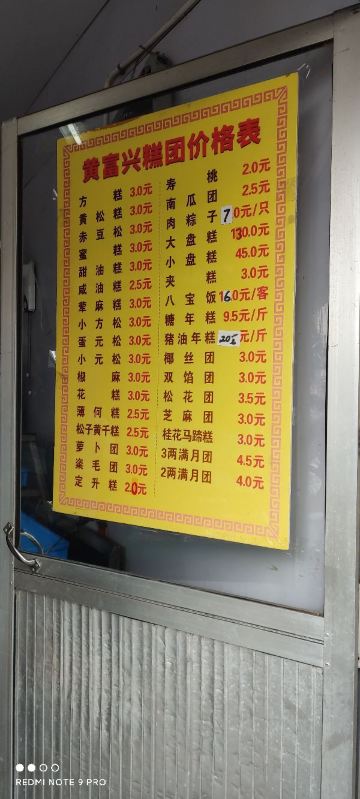 黄富兴糕团价格表
方糕 3.0元
黄松糕 3.0元
赤豆松 3.0元
蜜糕 3.0元
甜油糕 3.0元
咸油糕 2.5元
荤麻糕 3.0元
小方松 3.0元
蛋元松 3.0元
小元松 3.0元
椒麻 3.0元
花糕 3.0元
薄何糕 2.5元
松子黄千糕 2.5元
萝卜团 3.0元
粢毛团 3.0元
定升糕 2.0元
寿桃 2.0元
南瓜团 2.5元
肉粽子 7.0元/只
大盘糕 130.0元
小盘糕 45.0元
夹糕 3.0元
八宝饭 16.0元/客
糖年糕 9.5元/斤
猪油年糕 20元/斤
椰丝团 3.0元
双馅团 3.0元
松花团 3.5元
芝麻团 3.0元
桂花马蹄糕 3.0元
3两满月团 4.5元
2两满月团 4.0元
REDMI NOTE 9 PRO